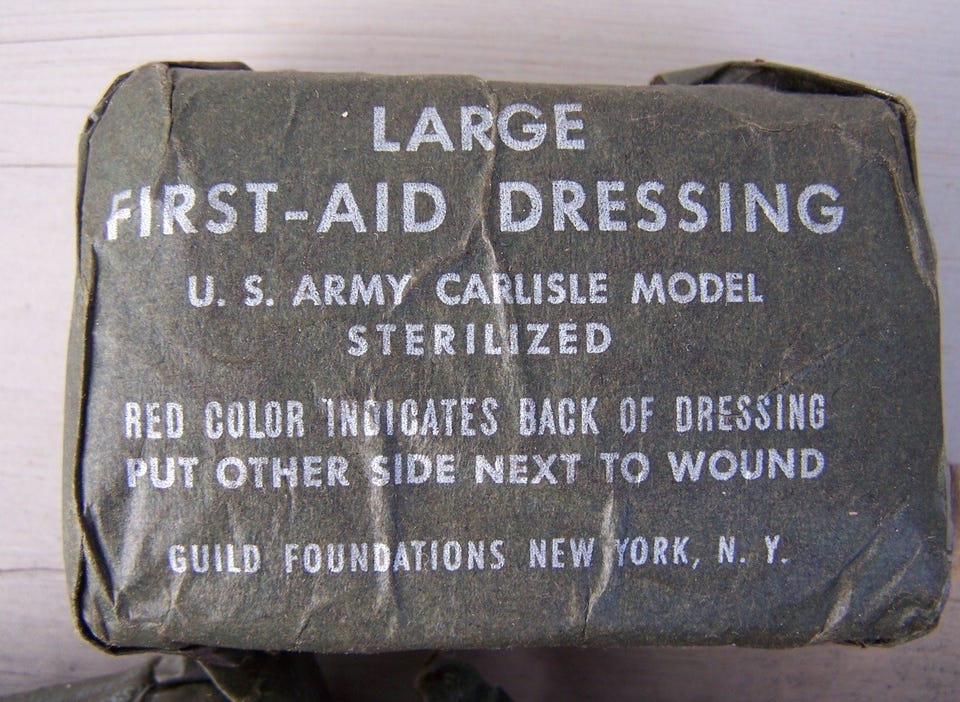 LARGE
FIRST-AID DRESSING
U. S. ARMY CARLISLE MODEL
STERILIZED
RED COLOR INDICATES BACK OF DRESSING
PUT OTHER SIDE NEXT TO WOUND
GUILD FOUNDATIONS NEW YORK, N. Y.